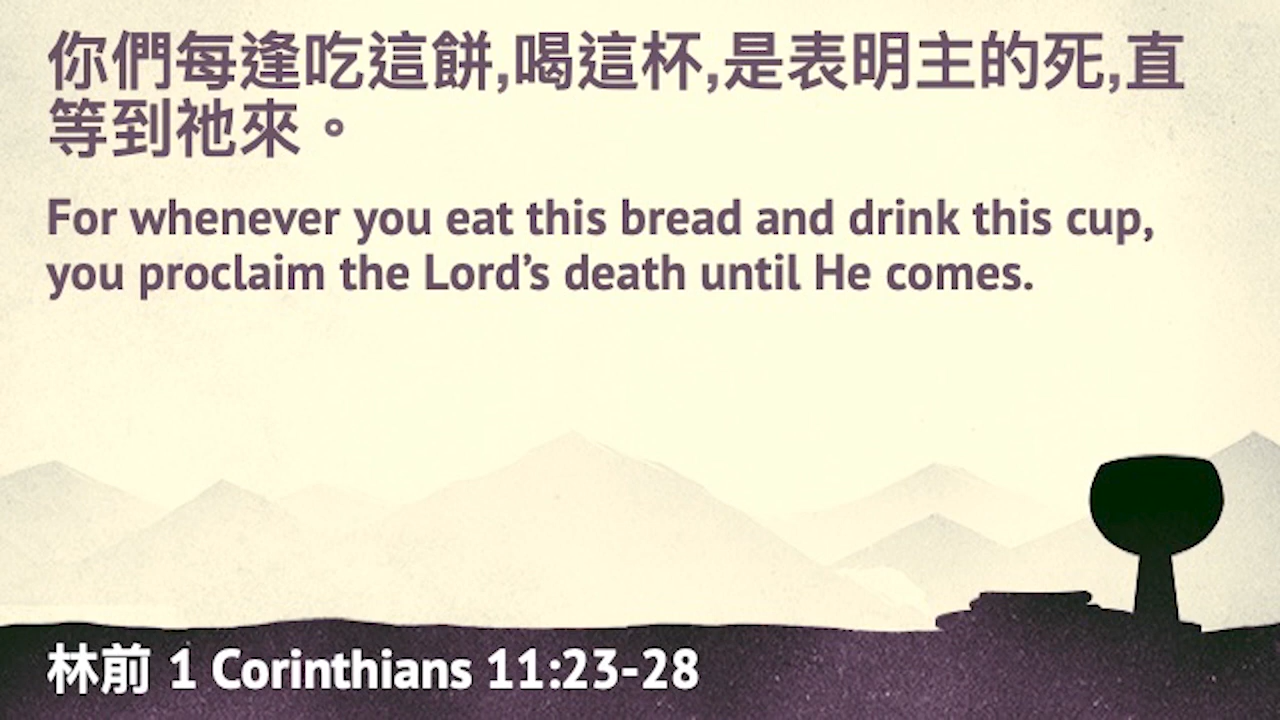 你們每逢吃這餅,喝這杯,是表明主的死,直
等到祂來。
For whenever you eat this bread and drink this cup,
you proclaim the Lord’s death until He comes.
林前 1 Corinthians 11:23-28